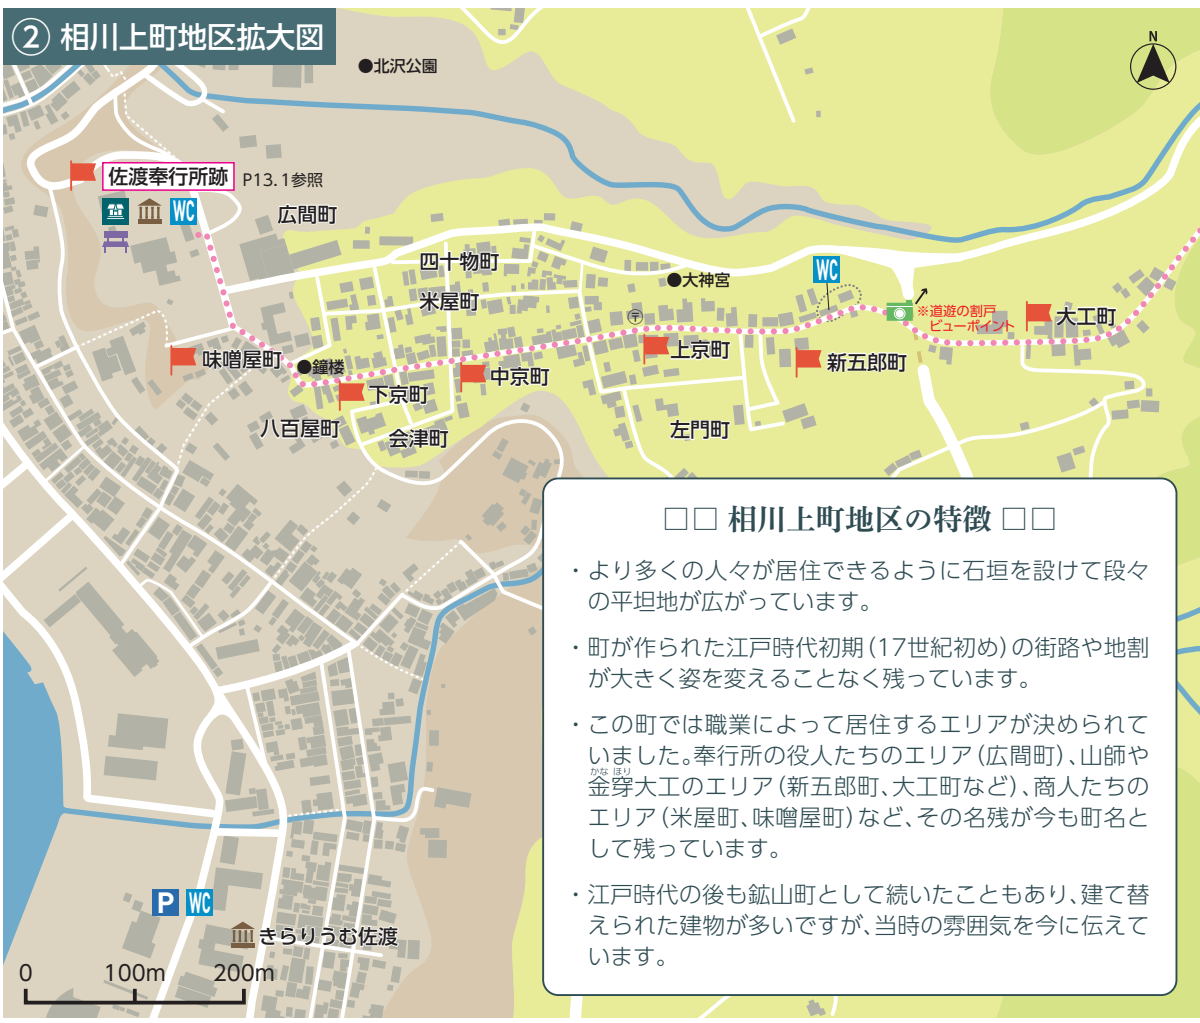 ② 相川上町地区拡大図
●北沢公園
N
佐渡奉行所跡 P13.1参照
WC
広間町
四十物町
米屋町
●大神宮
WC
〒
※道遊の割戸
ビューポイント
大工町
味噌屋町
●鐘楼
下京町
中京町
上京町
新五郎町
八百屋町
会津町
左門町
□□ 相川上町地区の特徴 □□
・より多くの人々が居住できるように石垣を設けて段々
の平坦地が広がっています。
・町が作られた江戸時代初期(17世紀初め)の街路や地割
が大きく姿を変えることなく残っています。
・この町では職業によって居住するエリアが決められて
いました。奉行所の役人たちのエリア(広間町)、山師や
かな ほり
金穿大工のエリア(新五郎町、大工町など)、商人たちの
エリア(米屋町、味噌屋町)など、その名残が今も町名と
して残っています。
・江戸時代の後も鉱山町として続いたこともあり、建て替
えられた建物が多いですが、当時の雰囲気を今に伝えて
います。
P WC
きらりうむ佐渡
0 100m 200m